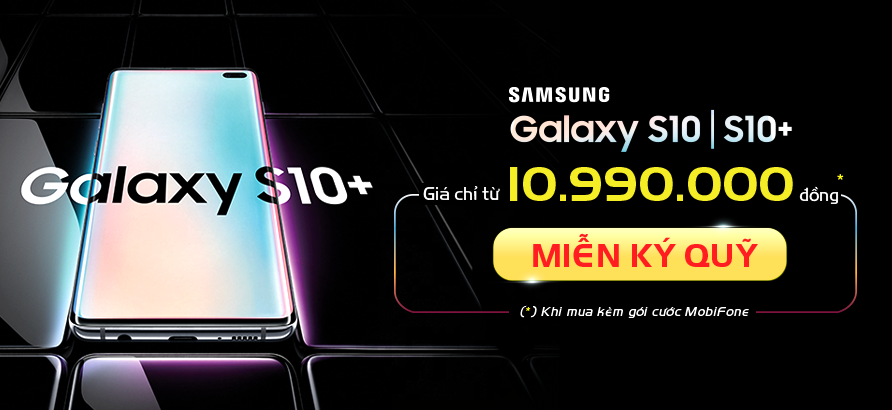 Galaxy S10+
SAMSUNG
Galaxy S10 | S10+
Giá chỉ từ 10.990.000 đồng*
MIỄN KÝ QUỸ
(*) Khi mua kèm gói cước MobiFone